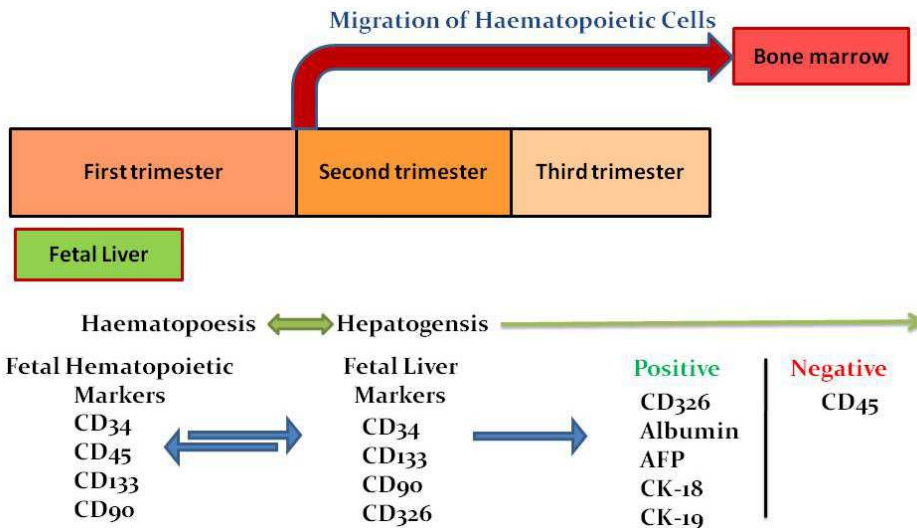 Migration of Haematopoietic Cells
Bone marrow
First trimester
Second trimester
Third trimester
Fetal Liver
Haematopoesis
Hepatogensis
Fetal Hematopoietic
Markers
CD34
CD45
CD133
CD90
Fetal Liver
Markers
CD34
CD133
CD90
CD326
Positive
CD326
Albumin
AFP
CK-18
CK-19
Negative
CD45